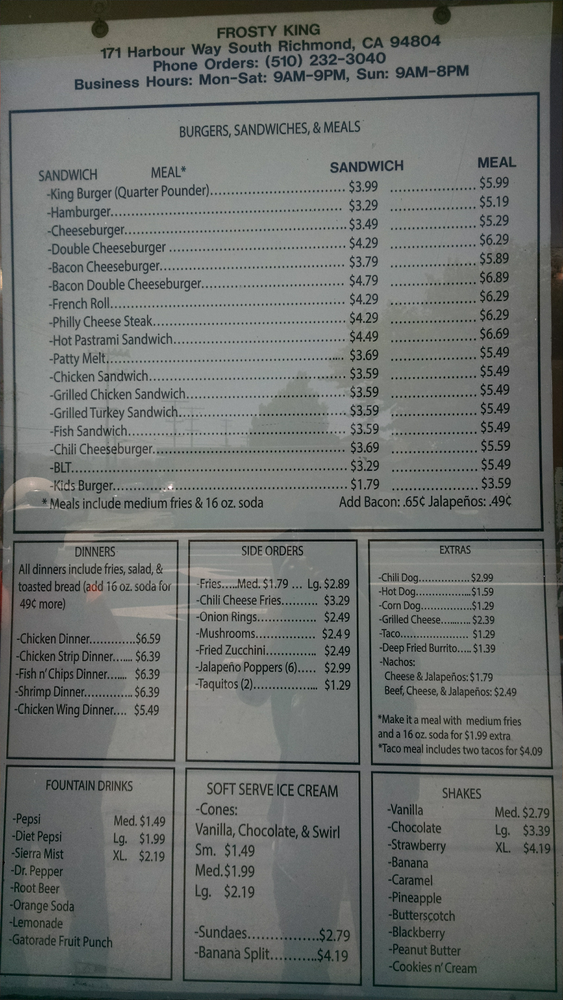 FROSTY KING
171 Harbour Way South Richmond, CA 94804
Phone Orders: (510) 232-3040
Business Hours: Mon-Sat: 9AM-9PM, Sun: 9AM-8PM
BURGERS, SANDWICHES, & MEALS
SANDWICH MEAL* SANDWICH MEAL
-King Burger (Quarter Pounder)........ $3.99 ........ $5.99
-Hamburger........ $3.29 ........ $5.19
-Cheeseburger........ $3.49 ........ $5.29
-Double Cheeseburger ........ $4.29 ........ $6.29
-Bacon Cheeseburger........ $3.79 ........ $5.89
-Bacon Double Cheeseburger........ $4.79 ........ $6.89
-French Roll........ $4.29 ........ $6.29
-Philly Cheese Steak........ $4.29 ........ $6.29
-Hot Pastrami Sandwich........ $4.49 ........ $6.69
-Patty Melt........ $3.69 ........ $5.49
-Chicken Sandwich........ $3.59 ........ $5.49
-Grilled Chicken Sandwich........ $3.59 ........ $5.49
-Grilled Turkey Sandwich........ $3.59 ........ $5.49
-Fish Sandwich........ $3.59 ........ $5.49
-Chili Cheeseburger........ $3.69 ........ $5.59
-BLT........ $3.29 ........ $5.49
-Kids Burger........ $1.79 ........ $3.59
* Meals include medium fries & 16 oz. soda Add Bacon: .65¢ Jalapeños: .49¢
DINNERS
All dinners include fries, salad, &
toasted bread (add 16 oz. soda for
49¢ more)
-Chicken Dinner............$6.59
-Chicken Strip Dinner...... $6.39
-Fish n' Chips Dinner...... $6.39
-Shrimp Dinner.............$6.39
-Chicken Wing Dinner.... $5.49
SIDE ORDERS
-Fries.....Med. $1.79 ... Lg. $2.89
-Chili Cheese Fries.......... $3.29
-Onion Rings................. $2.49
-Mushrooms................. $2.4 9
-Fried Zucchini.............. $2.49
-Jalapeño Poppers (6)..... $2.99
-Taquitos (2)................. $1.29
EXTRAS
-Chili Dog................$2.99
-Hot Dog.................$1.59
-Corn Dog................$1.29
-Grilled Cheese........$2.39
-Taco..................... $1.29
-Deep Fried Burrito..... $1.39
-Nachos:
Cheese & Jalapeños: $1.79
Beef, Cheese, & Jalapeños: $2.49
*Make it a meal with medium fries
and a 16 oz. soda for $1.99 extra
*Taco meal includes two tacos for $4.09
FOUNTAIN DRINKS
-Pepsi Med. $1.49
-Diet Pepsi Lg. $1.99
-Sierra Mist XL. $2.19
-Dr. Pepper
-Root Beer
-Orange Soda
-Lemonade
-Gatorade Fruit Punch
SOFT SERVE ICE CREAM
-Cones:
Vanilla, Chocolate, & Swirl
Sm. $1.49
Med.$1.99
Lg. $2.19
-Sundaes.................$2.79
-Banana Split...........$4.19
SHAKES
-Vanilla Med. $2.79
-Chocolate Lg. $3.39
-Strawberry XL. $4.19
-Banana
-Caramel
-Pineapple
-Butterscotch
-Blackberry
-Peanut Butter
-Cookies n' Cream